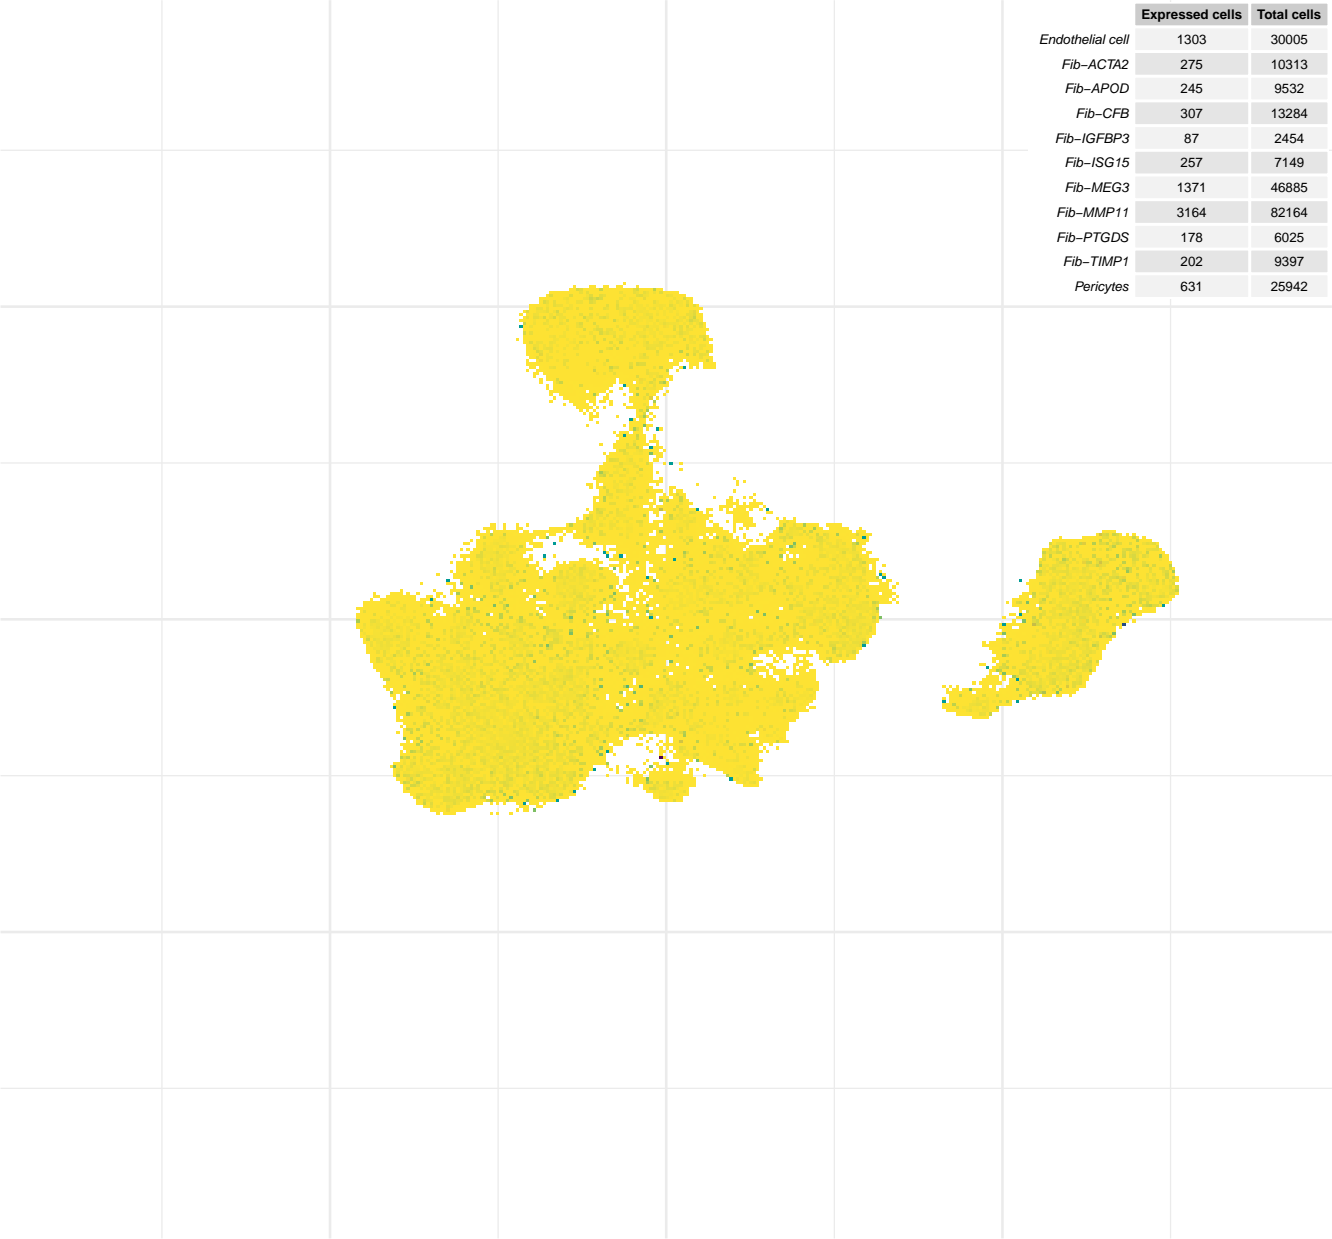 Expressed cells Total cells
Endothelial cell 1303 30005
Fib−ACTA2 275 10313
Fib−APOD 245 9532
Fib−CFB 307 13284
Fib−IGFBP3 87 2454
Fib−ISG15 257 7149
Fib−MEG3 1371 46885
Fib−MMP11 3164 82164
Fib−PTGDS 178 6025
Fib−TIMP1 202 9397
Pericytes 631 25942